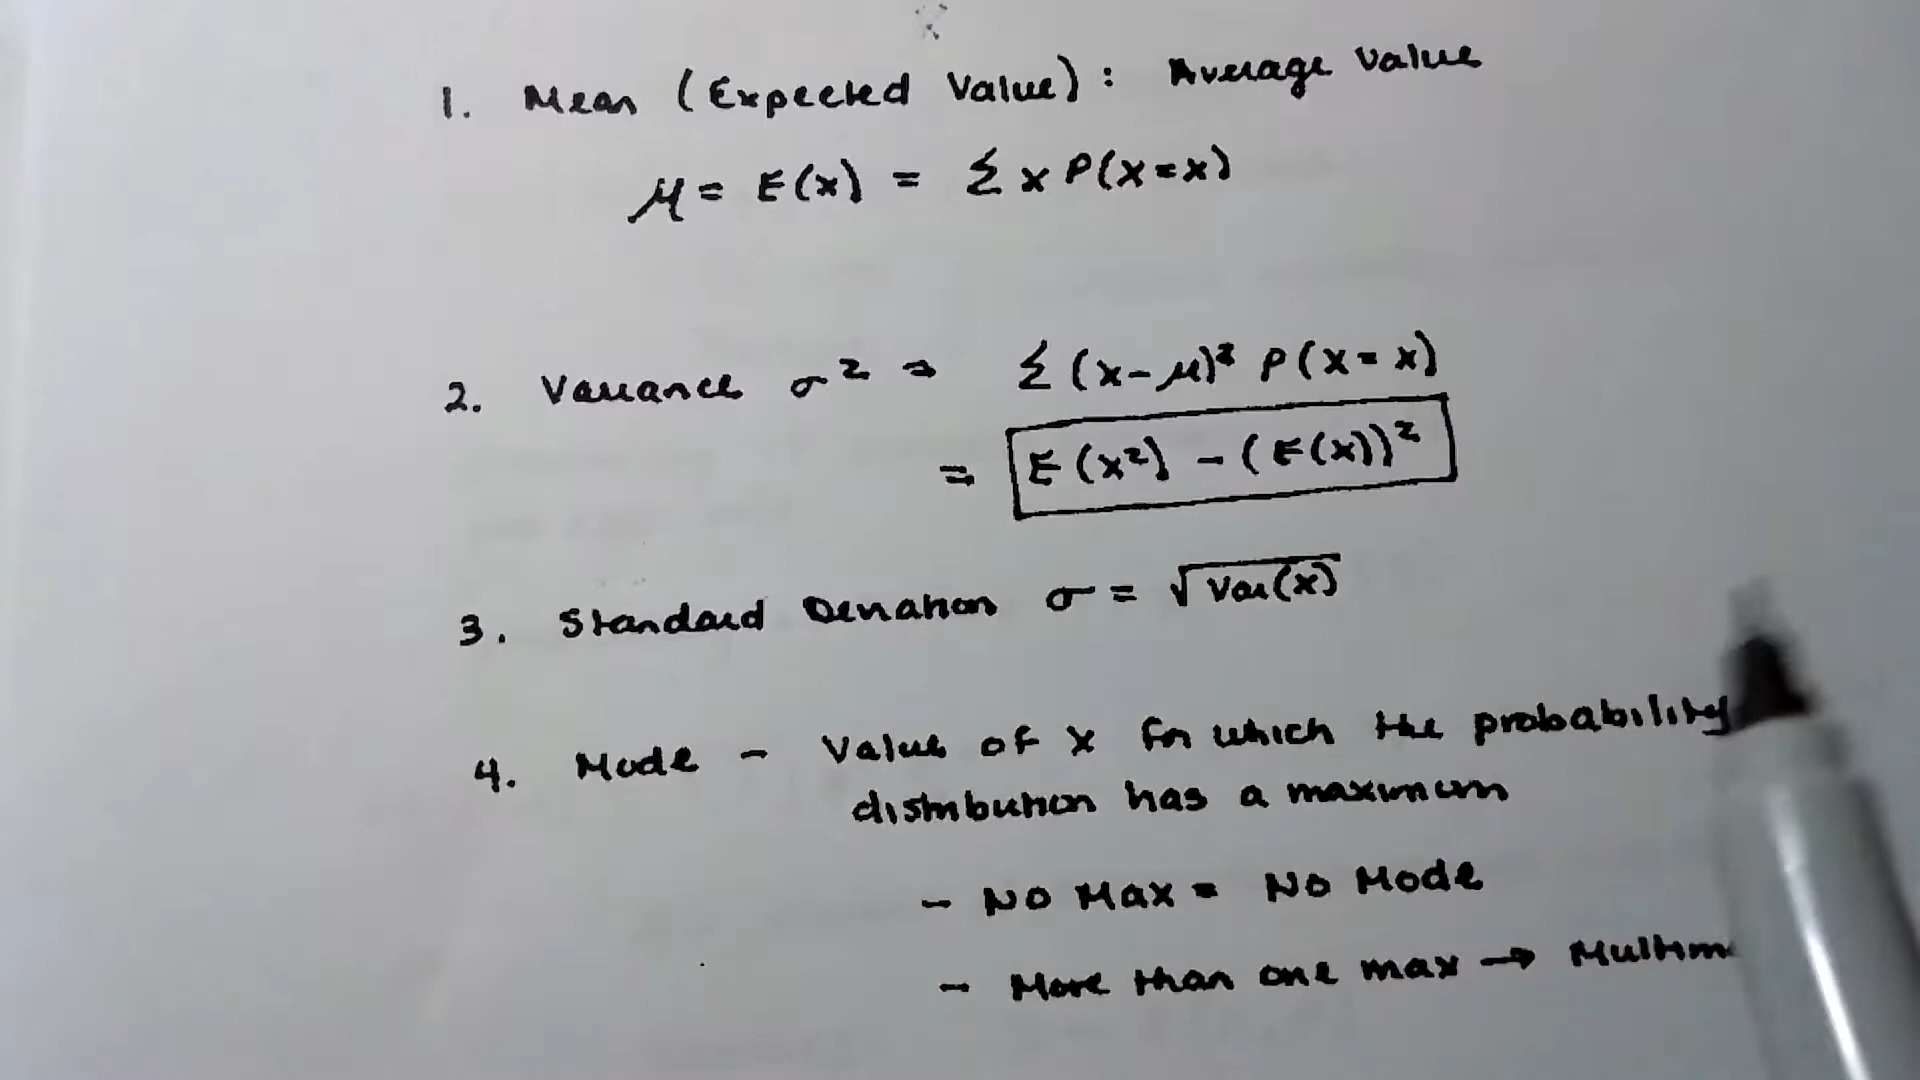 1. Mean (Expected Value) : Average Value
μ = E(x) = Σ x P(X=x)
2. Variance σ² = Σ (x-μ)² P(X=x)
= E(x²) - (E(x))²
3. Standard Deviation σ = √Var(x)
4. Mode - Value of x for which the probability
distribution has a maximum
- No Max = No Mode
- More than one max →